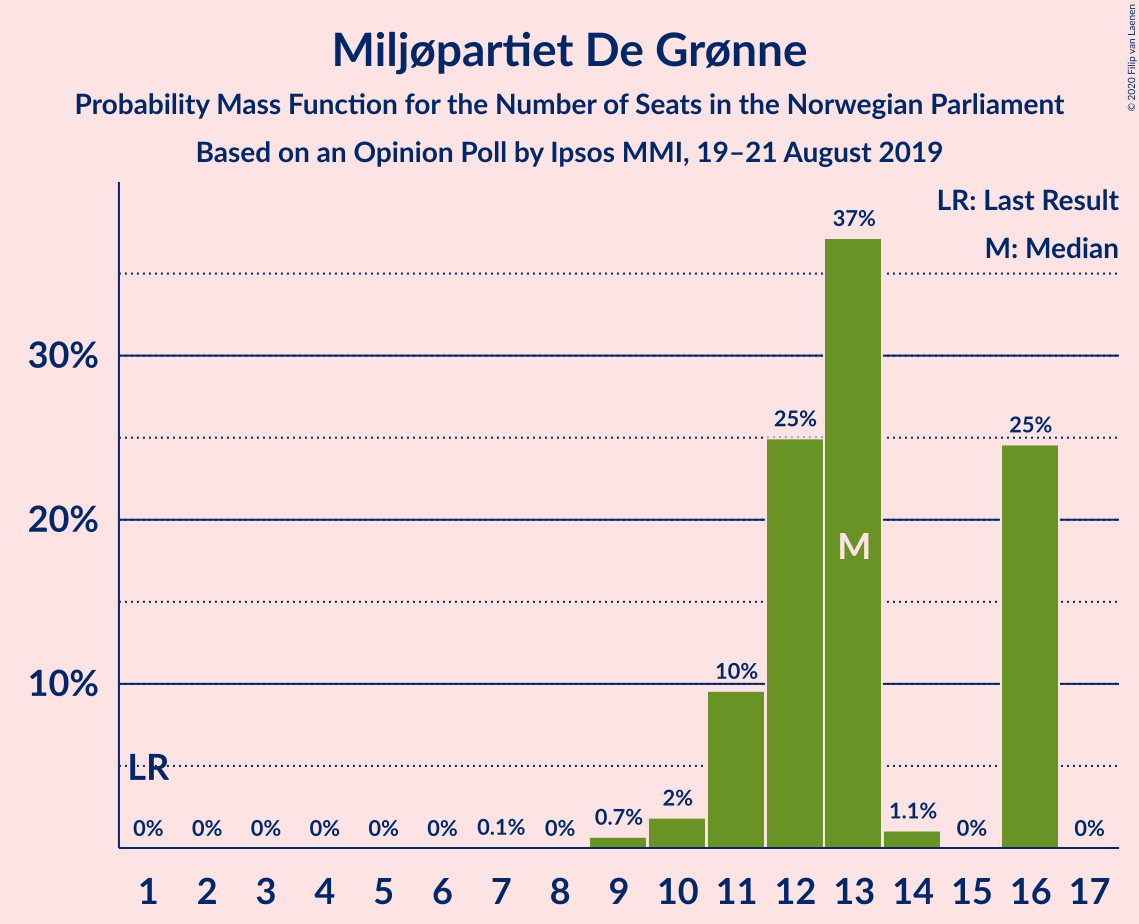 Miljøpartiet De Grønne
Probability Mass Function for the Number of Seats in the Norwegian Parliament
Based on an Opinion Poll by Ipsos MMI, 19–21 August 2019
© 2020 Filip van Laenen
LR: Last Result
M: Median
30%
20%
10%
LR
0% 0% 0% 0% 0% 0% 0.1% 0% 0.7% 2% 10% 25% 37% 1.1% 0% 25% 0%
M
1 2 3 4 5 6 7 8 9 10 11 12 13 14 15 16 17